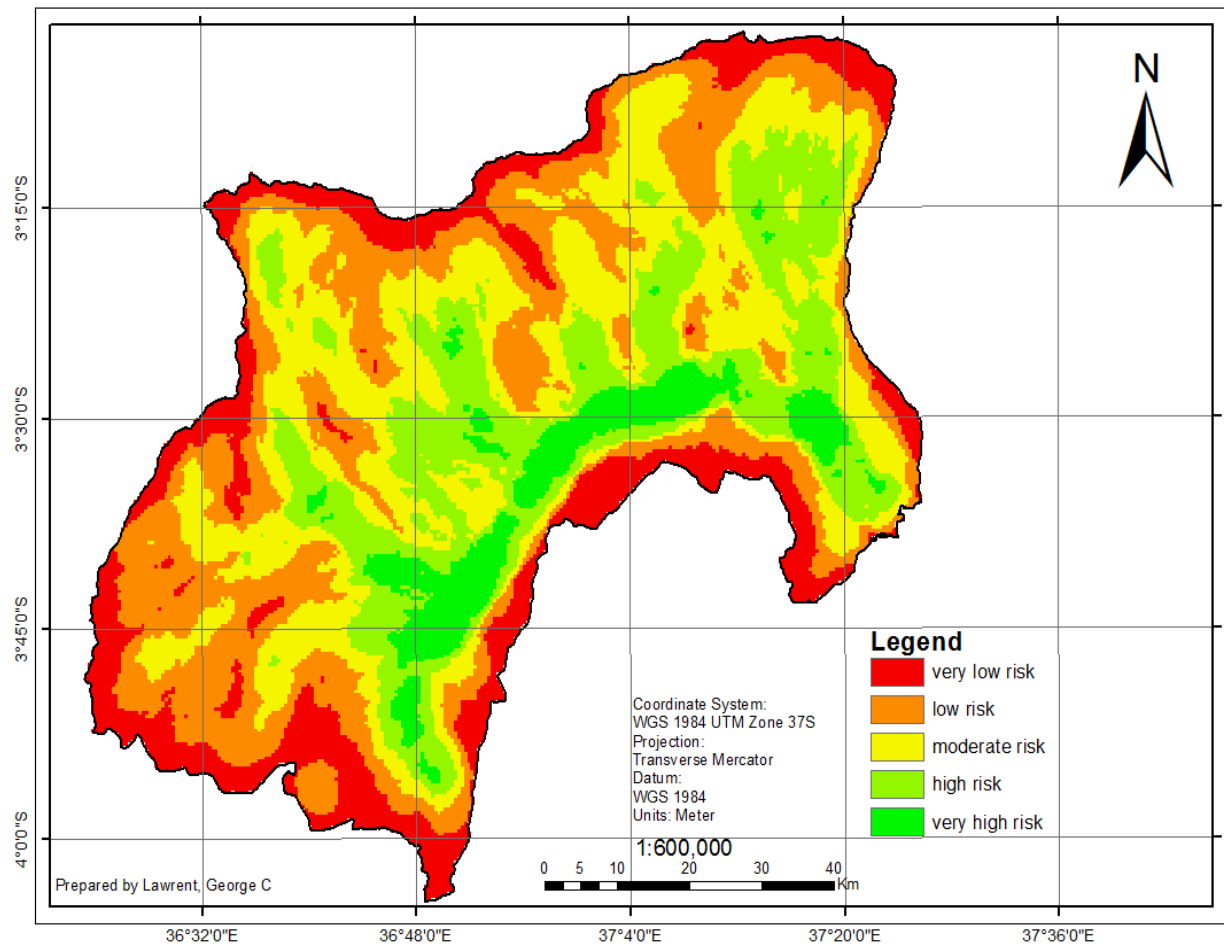 N
3°15'0"S
3°30'0"S
3°45'0"S
4°0'0"S
Legend
very low risk
low risk
moderate risk
high risk
very high risk
Coordinate System:
WGS 1984 UTM Zone 37S
Projection:
Transverse Mercator
Datum:
WGS 1984
Units: Meter
1:600,000
0 5 10 20 30 40
Km
Prepared by Lawrent, George C
36°32'0"E 36°48'0"E 37°4'0"E 37°20'0"E 37°36'0"E